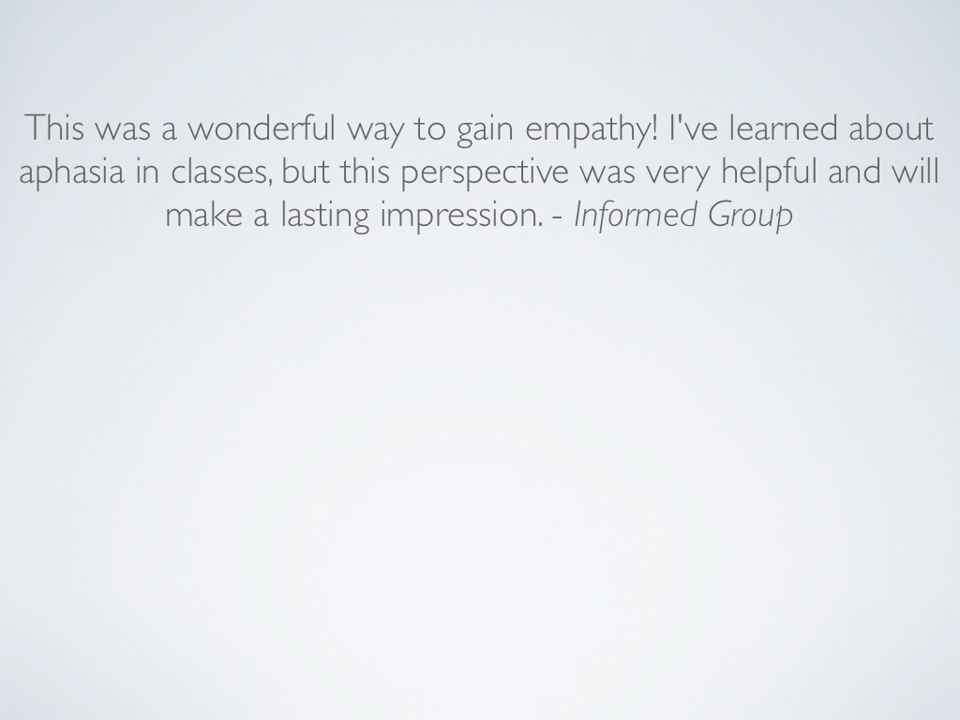 This was a wonderful way to gain empathy! I've learned about
aphasia in classes, but this perspective was very helpful and will
make a lasting impression. - Informed Group